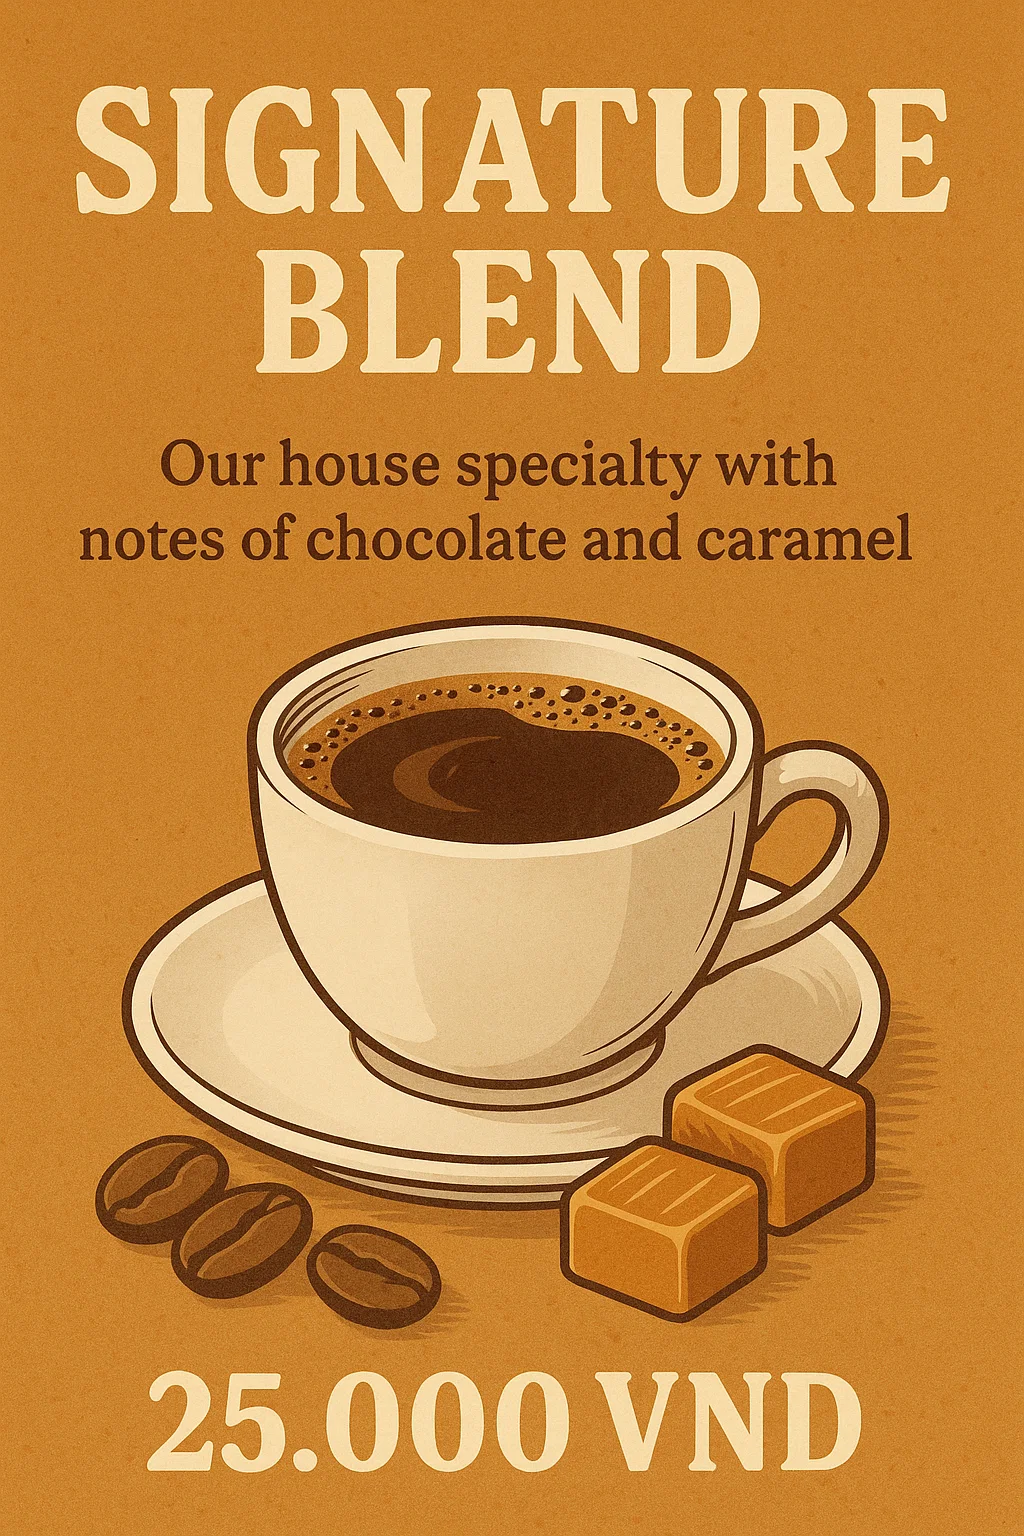 SIGNATURE
BLEND
Our house specialty with
notes of chocolate and caramel
25.000 VND